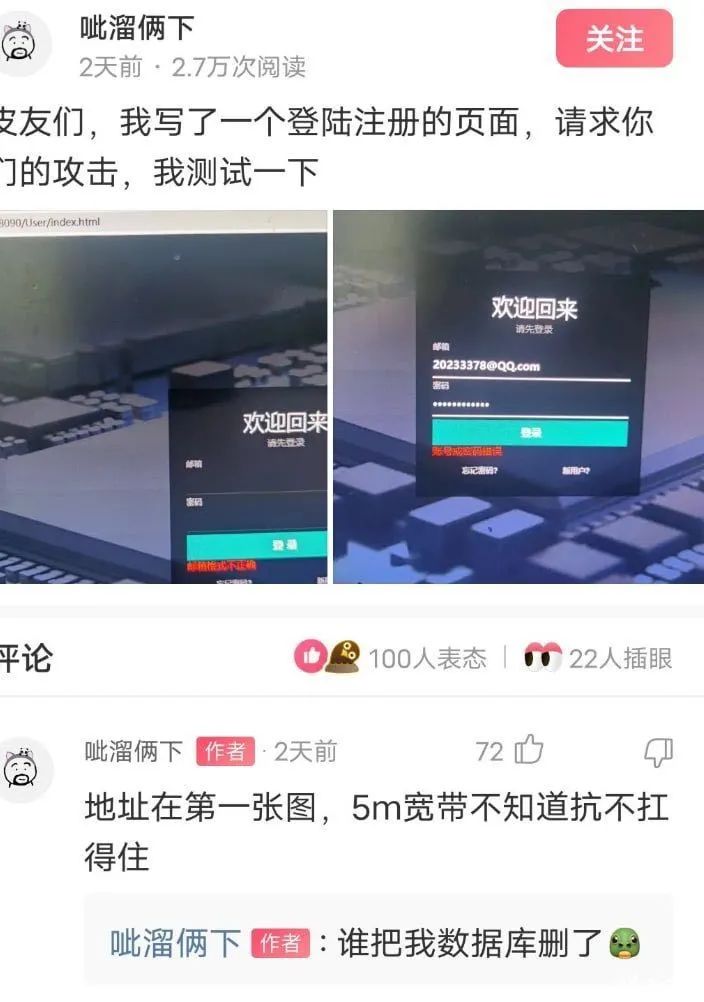 呲溜俩下
2天前 · 2.7万次阅读
关注
皮友们，我写了一个登陆注册的页面，请求你
们的攻击，我测试一下
8090/User/index.html
欢迎回来
请先登录
邮箱
密码
登录
邮箱格式不正确
忘记密码?
欢迎回来
请先登录
邮箱
20233378@QQ.com
密码
••••••••••••
登录
账号或密码错误
忘记密码? 新用户?
评论
100人表态 | 22人插眼
呲溜俩下 作者 · 2天前
72
地址在第一张图，5m宽带不知道抗不扛
得住
呲溜俩下 作者：谁把我数据库删了